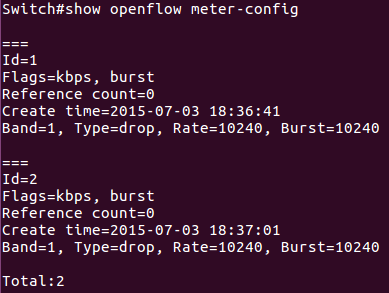 Switch#show openflow meter-config
===
Id=1
Flags=kbps, burst
Reference count=0
Create time=2015-07-03 18:36:41
Band=1, Type=drop, Rate=10240, Burst=10240
===
Id=2
Flags=kbps, burst
Reference count=0
Create time=2015-07-03 18:37:01
Band=1, Type=drop, Rate=10240, Burst=10240
Total:2